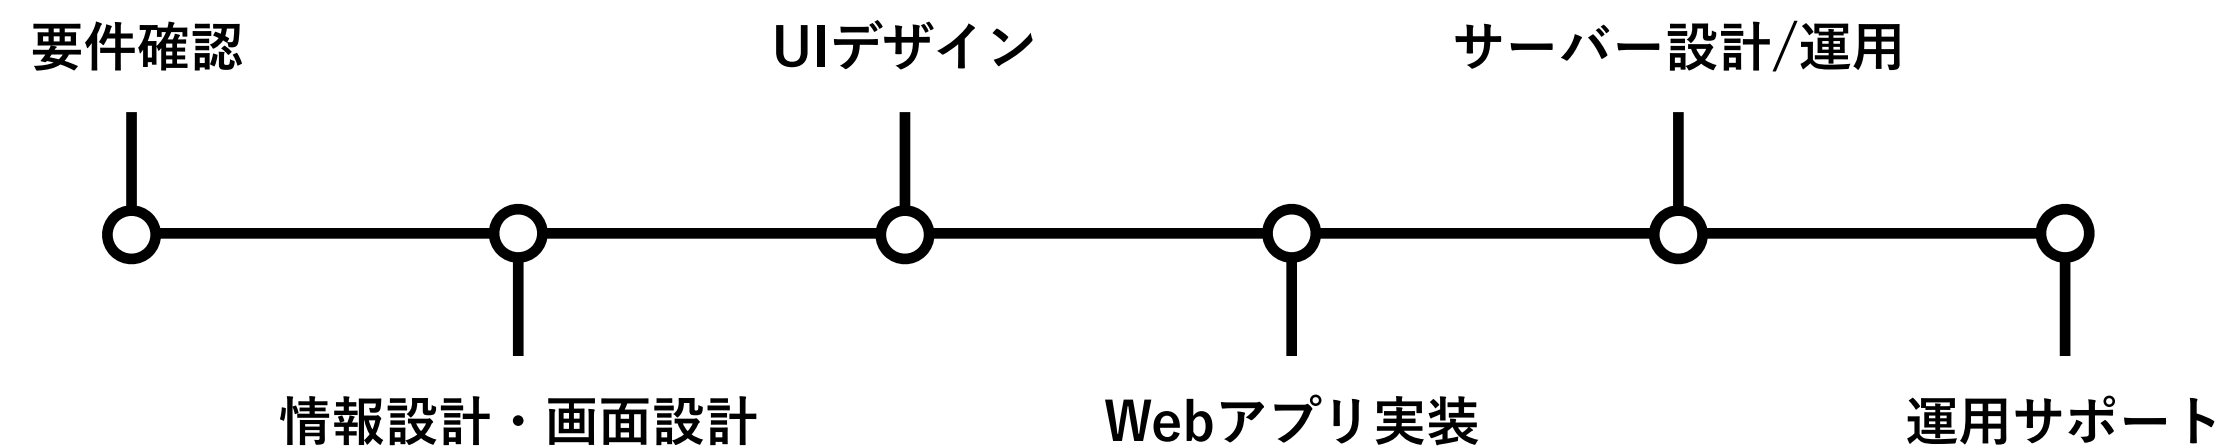 要件確認
情報設計・画面設計
UIデザイン
Webアプリ実装
サーバー設計/運用
運用サポート